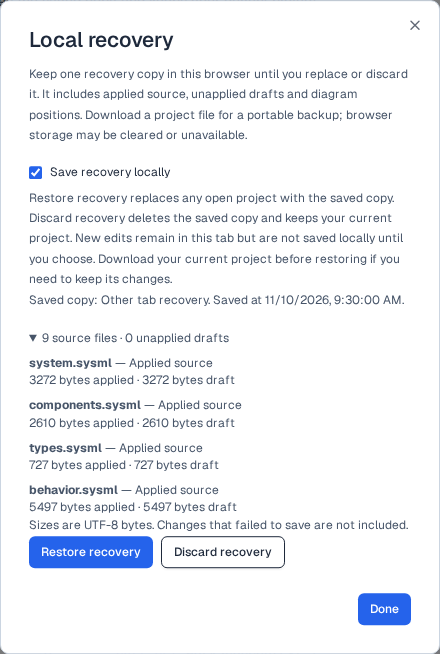 Local recovery
Keep one recovery copy in this browser until you replace or discard
it. It includes applied source, unapplied drafts and diagram
positions. Download a project file for a portable backup; browser
storage may be cleared or unavailable.
Save recovery locally
Restore recovery replaces any open project with the saved copy.
Discard recovery deletes the saved copy and keeps your current
project. New edits remain in this tab but are not saved locally until
you choose. Download your current project before restoring if you
need to keep its changes.
Saved copy: Other tab recovery. Saved at 11/10/2026, 9:30:00 AM.
▼ 9 source files · 0 unapplied drafts
system.sysml — Applied source
3272 bytes applied · 3272 bytes draft
components.sysml — Applied source
2610 bytes applied · 2610 bytes draft
types.sysml — Applied source
727 bytes applied · 727 bytes draft
behavior.sysml — Applied source
5497 bytes applied · 5497 bytes draft
Sizes are UTF-8 bytes. Changes that failed to save are not included.
Restore recovery
Discard recovery
Done